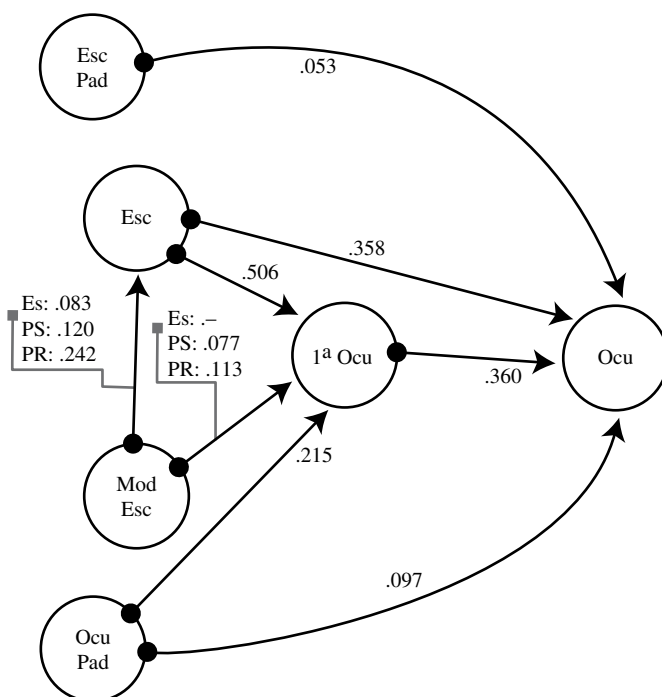 Esc
Pad
.053
Esc
.358
.506
Es: .083
PS: .120
PR: .242
Es: .–
PS: .077
PR: .113
1ª Ocu
Ocu
.360
Mod
Esc
.215
.097
Ocu
Pad